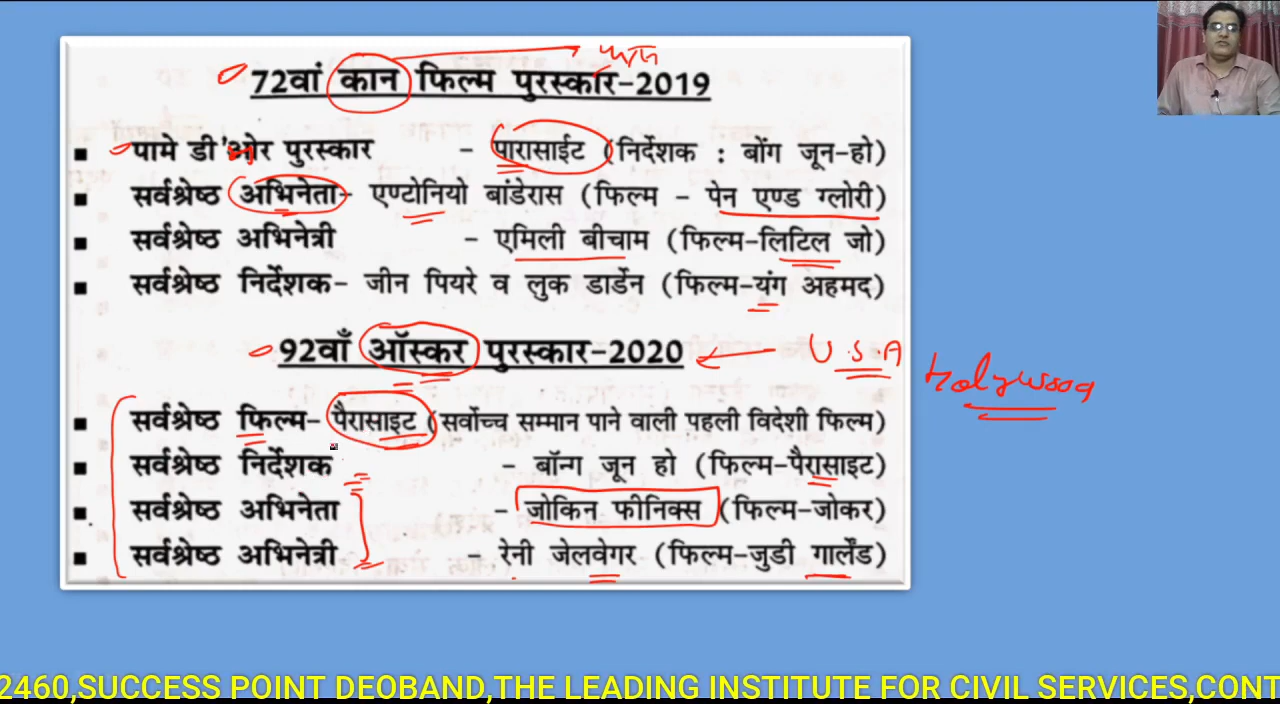 72वां कान फिल्म पुरस्कार-2019
पामे डी 'ओर पुरस्कार - पारासाईट (निर्देशक : बोंग जून-हो)
सर्वश्रेष्ठ अभिनेता- एण्टोनियो बांडेरास (फिल्म - पेन एण्ड ग्लोरी)
सर्वश्रेष्ठ अभिनेत्री - एमिली बीचाम (फिल्म-लिटिल जो)
सर्वश्रेष्ठ निर्देशक- जीन पियरे व लुक डार्डेन (फिल्म-यंग अहमद)
92वाँ ऑस्कर पुरस्कार-2020 U.S.A
सर्वश्रेष्ठ फिल्म- पैरासाइट (सर्वोच्च सम्मान पाने वाली पहली विदेशी फिल्म)
सर्वश्रेष्ठ निर्देशक - बॉन्ग जून हो (फिल्म-पैरासाइट)
सर्वश्रेष्ठ अभिनेता - जोकिन फीनिक्स (फिल्म-जोकर)
सर्वश्रेष्ठ अभिनेत्री - रेनी जेलवेगर (फिल्म-जुडी गार्लेंड)
2460,SUCCESS POINT DEOBAND,THE LEADING INSTITUTE FOR CIVIL SERVICES,CONT